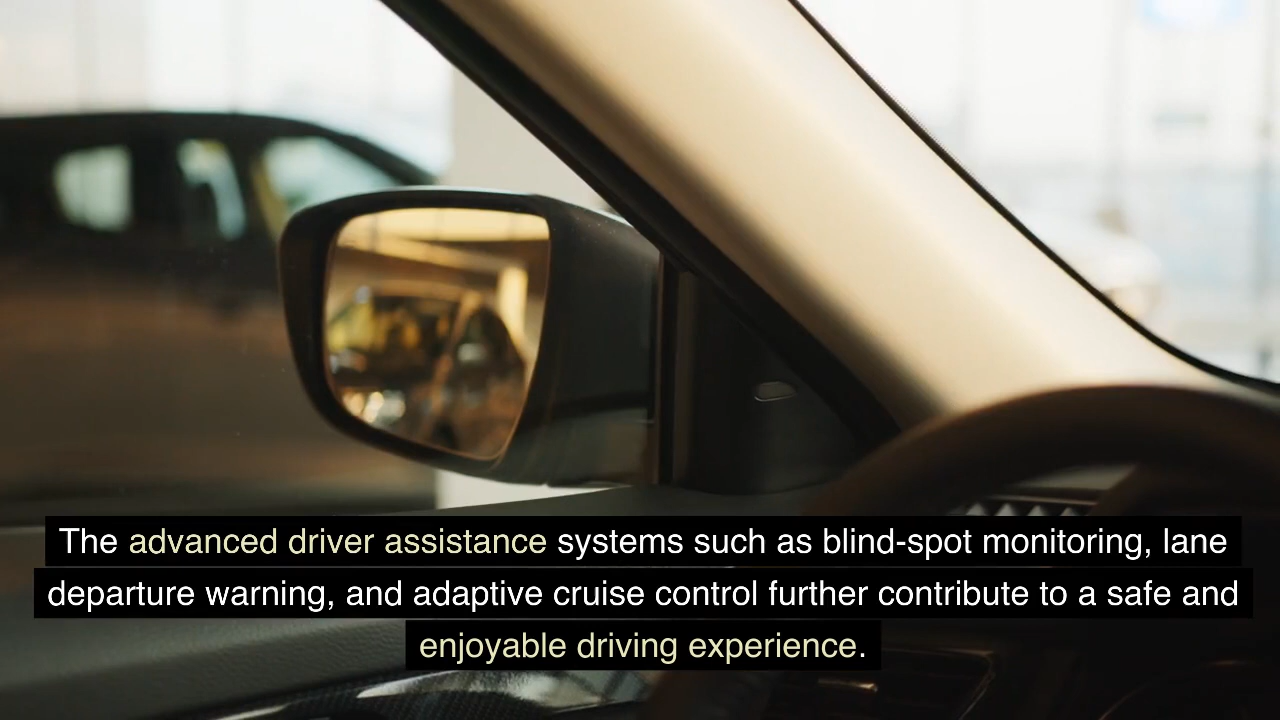 The advanced driver assistance systems such as blind-spot monitoring, lane
departure warning, and adaptive cruise control further contribute to a safe and
enjoyable driving experience.